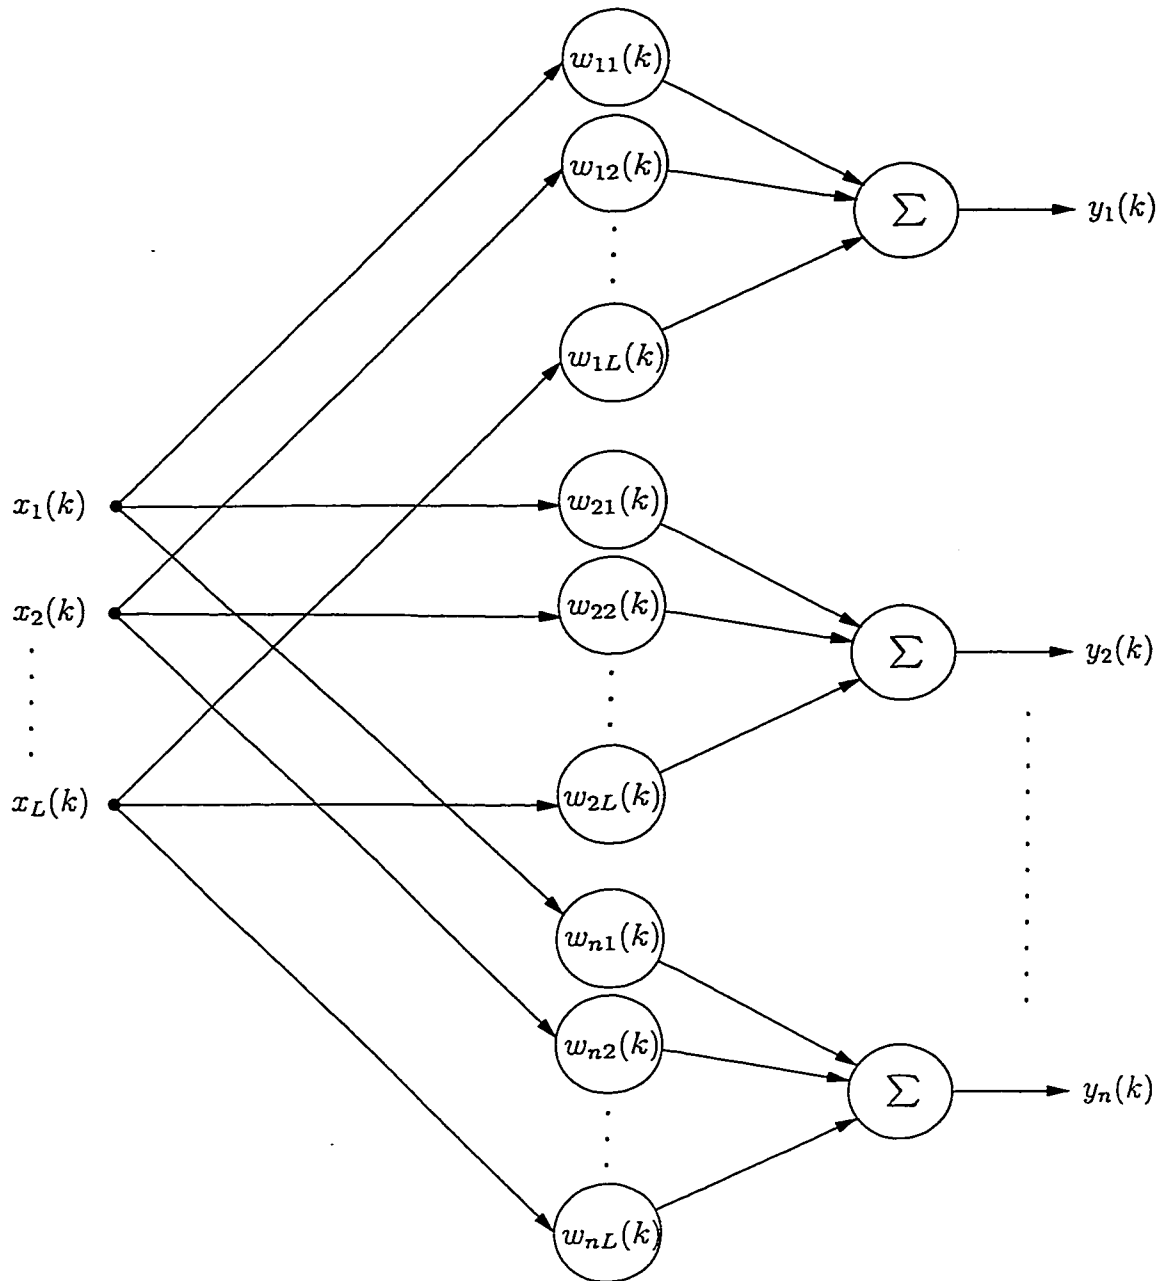 w₁₁(k)
w₁₂(k)
Σ
y₁(k)
w₁L(k)
x₁(k)
w₂₁(k)
x₂(k)
w₂₂(k)
Σ
y₂(k)
xL(k)
w₂L(k)
wn₁(k)
wn₂(k)
Σ
yn(k)
wnL(k)